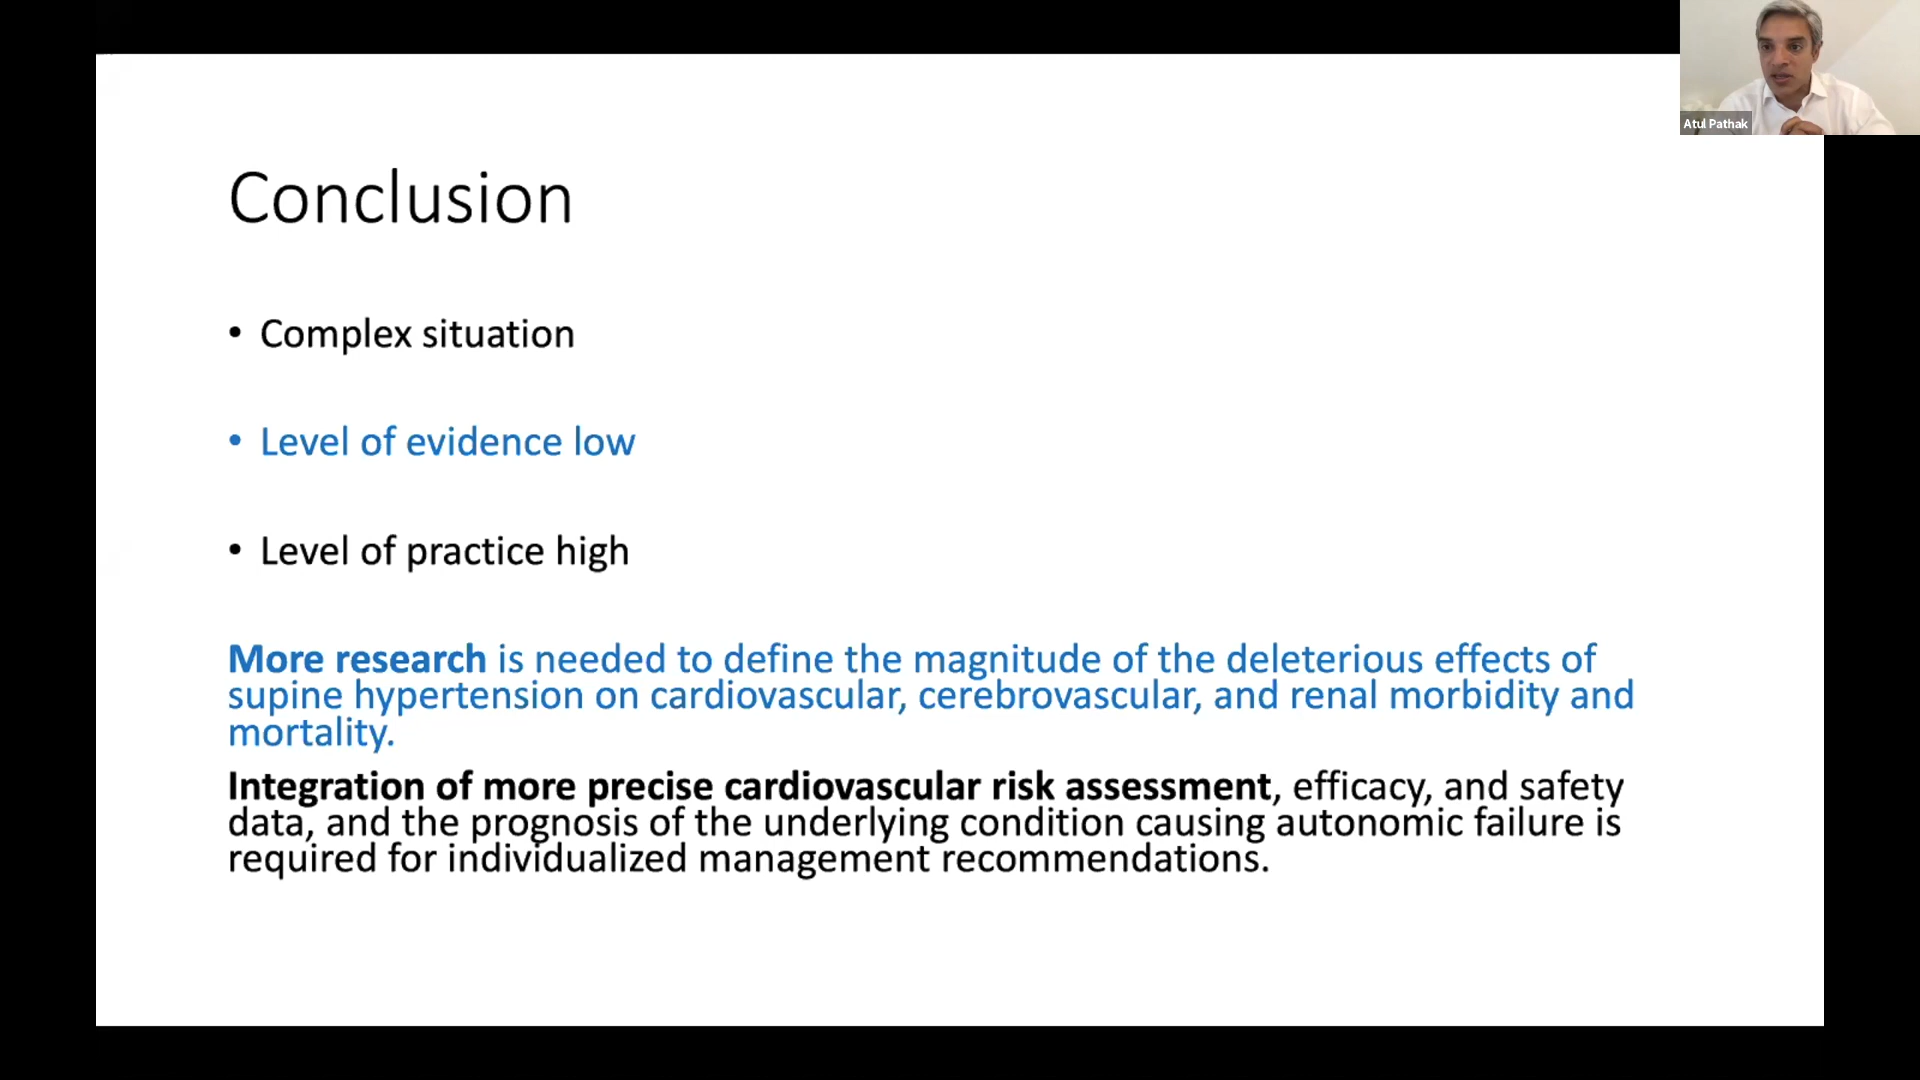 Atul Pathak
Conclusion
• Complex situation
• Level of evidence low
• Level of practice high
More research is needed to define the magnitude of the deleterious effects of
supine hypertension on cardiovascular, cerebrovascular, and renal morbidity and
mortality.
Integration of more precise cardiovascular risk assessment, efficacy, and safety
data, and the prognosis of the underlying condition causing autonomic failure is
required for individualized management recommendations.